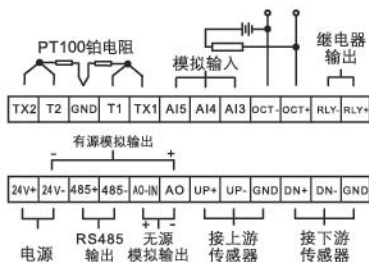 PT100铂电阻
模拟输入
继电器
输出
TX2 T2 GND T1 TX1 AI5 AI4 AI3 OCT- OCT+ RLY- RLY+
- 有源模拟输出 +
24V+ 24V- 485+ 485- AO-IN AO UP+ UP- GND DN+ DN- GND
+ -
电源
RS485
输出
无源
模拟输出
接上游
传感器
接下游
传感器